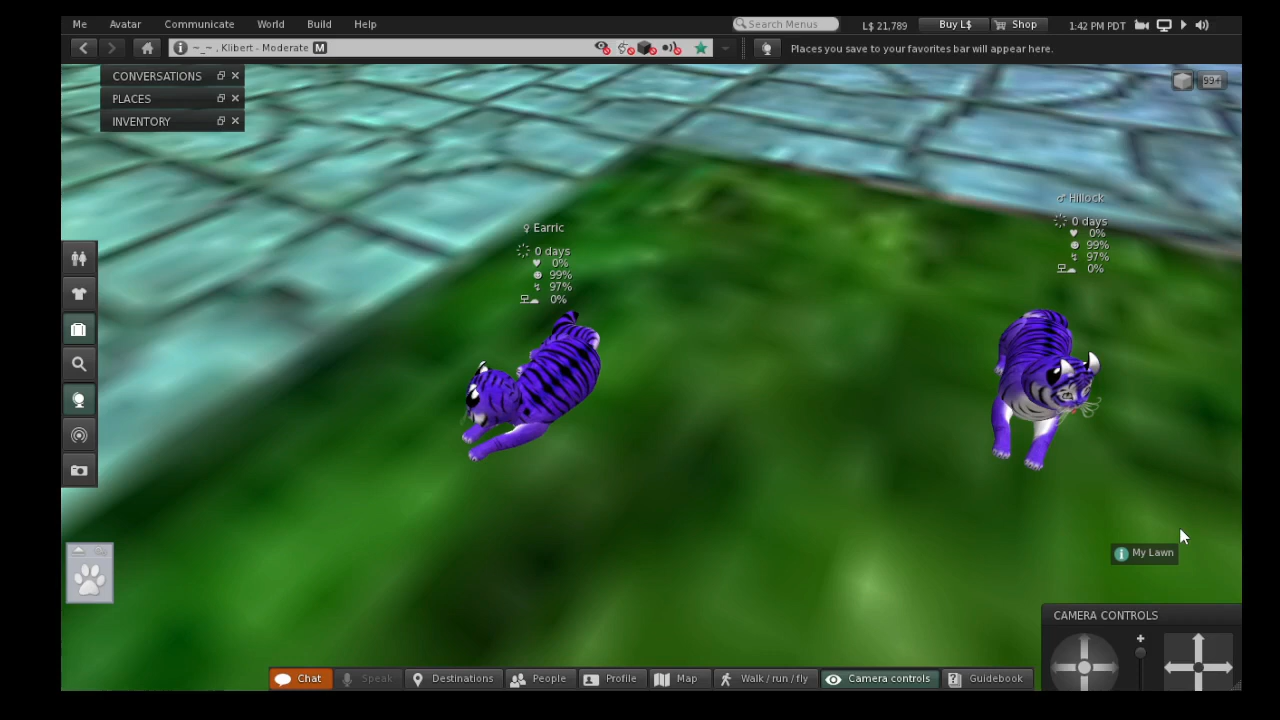 Me Avatar Communicate World Build Help Search Menus L$ 21,789 Buy L$ Shop 1:42 PM PDT
~_~ , Klibert - Moderate M Places you save to your favorites bar will appear here.
CONVERSATIONS
PLACES
INVENTORY
99+
♀ Earric
0 days
♥ 0%
☻ 99%
↯ 97%
0%
♂ Hillock
0 days
♥ 0%
☻ 99%
↯ 97%
0%
My Lawn
CAMERA CONTROLS
Chat Speak Destinations People Profile Map Walk / run / fly Camera controls Guidebook